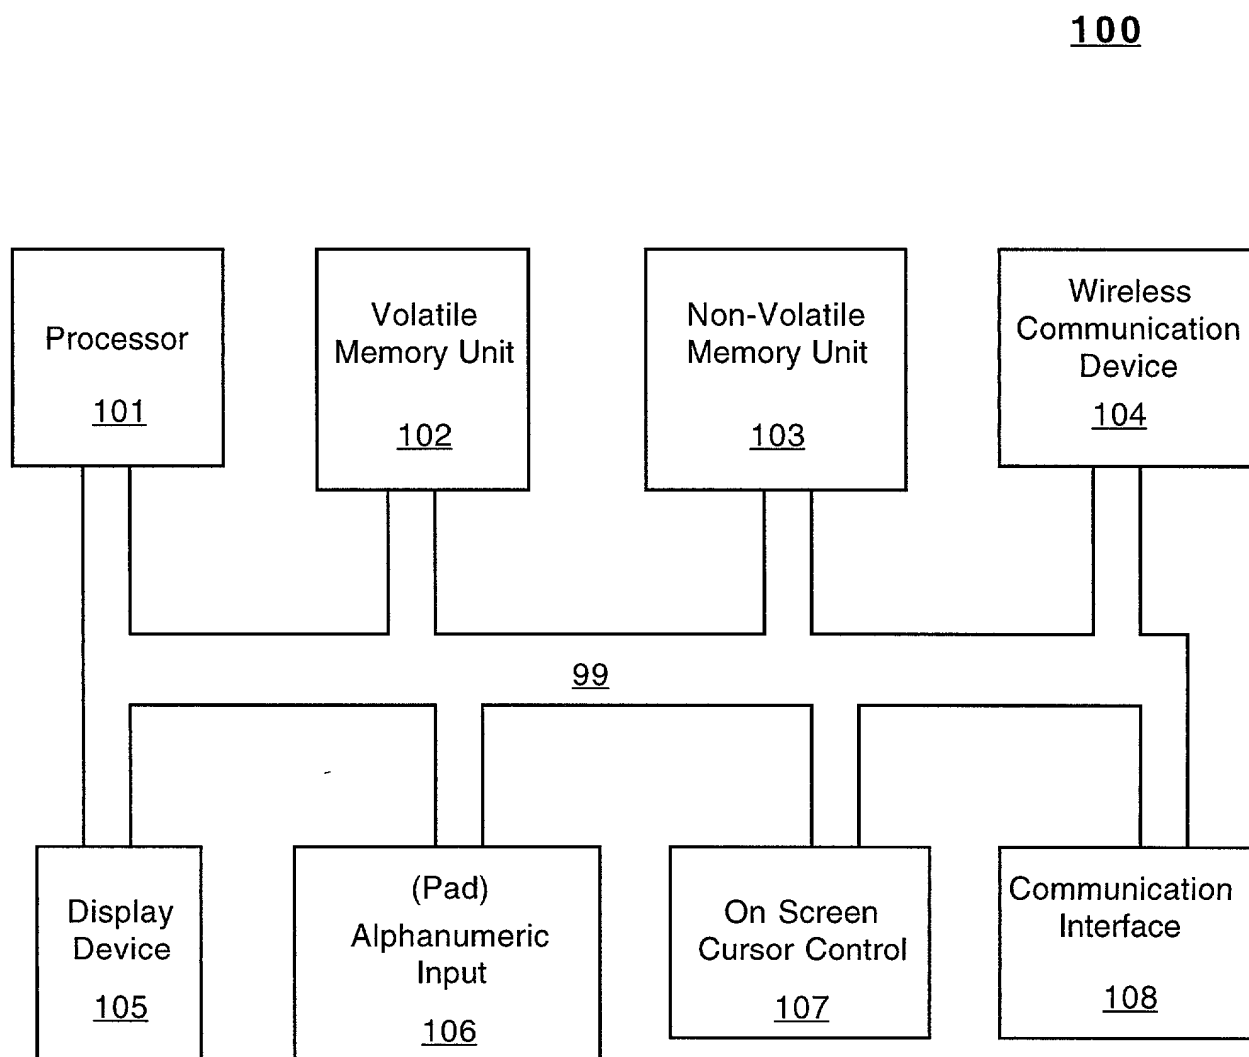 100
Processor
101
Volatile
Memory Unit
102
Non-Volatile
Memory Unit
103
Wireless
Communication
Device
104
99
Display
Device
105
(Pad)
Alphanumeric
Input
106
On Screen
Cursor Control
107
Communication
Interface
108